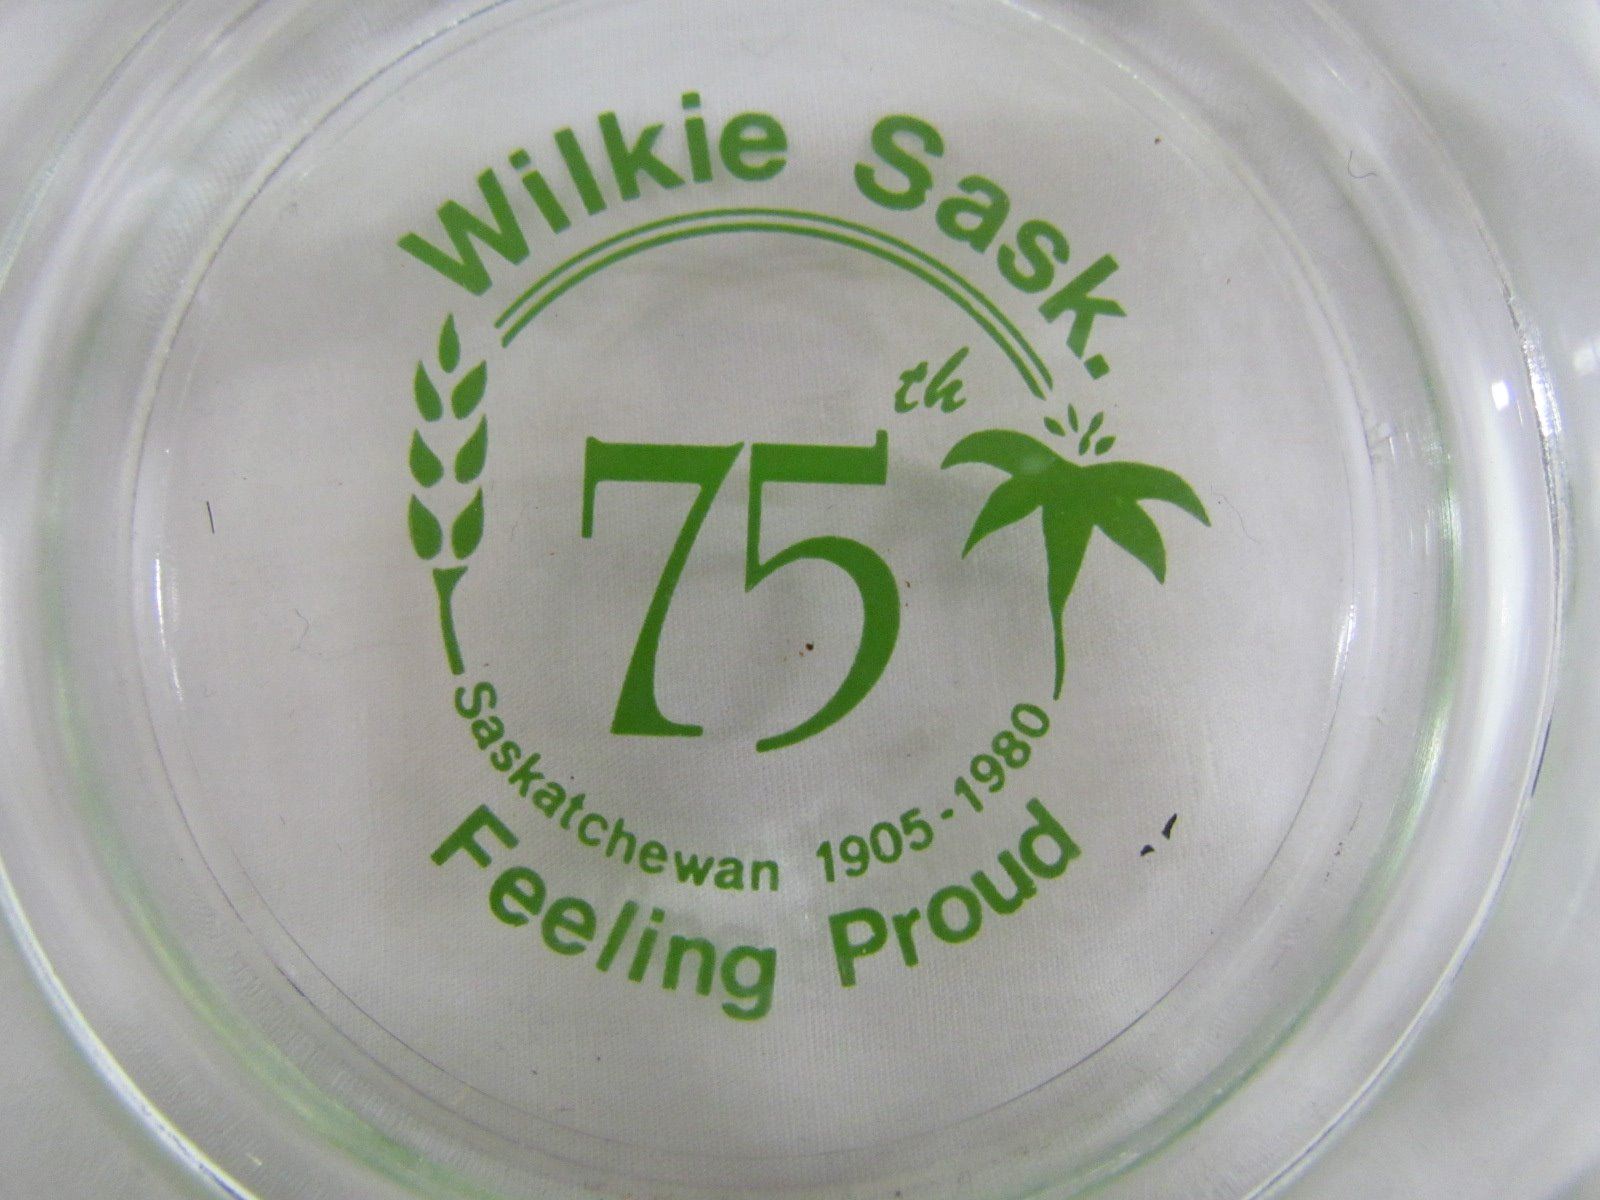 Wilkie Sask.
75th
Saskatchewan 1905-1980
Feeling Proud